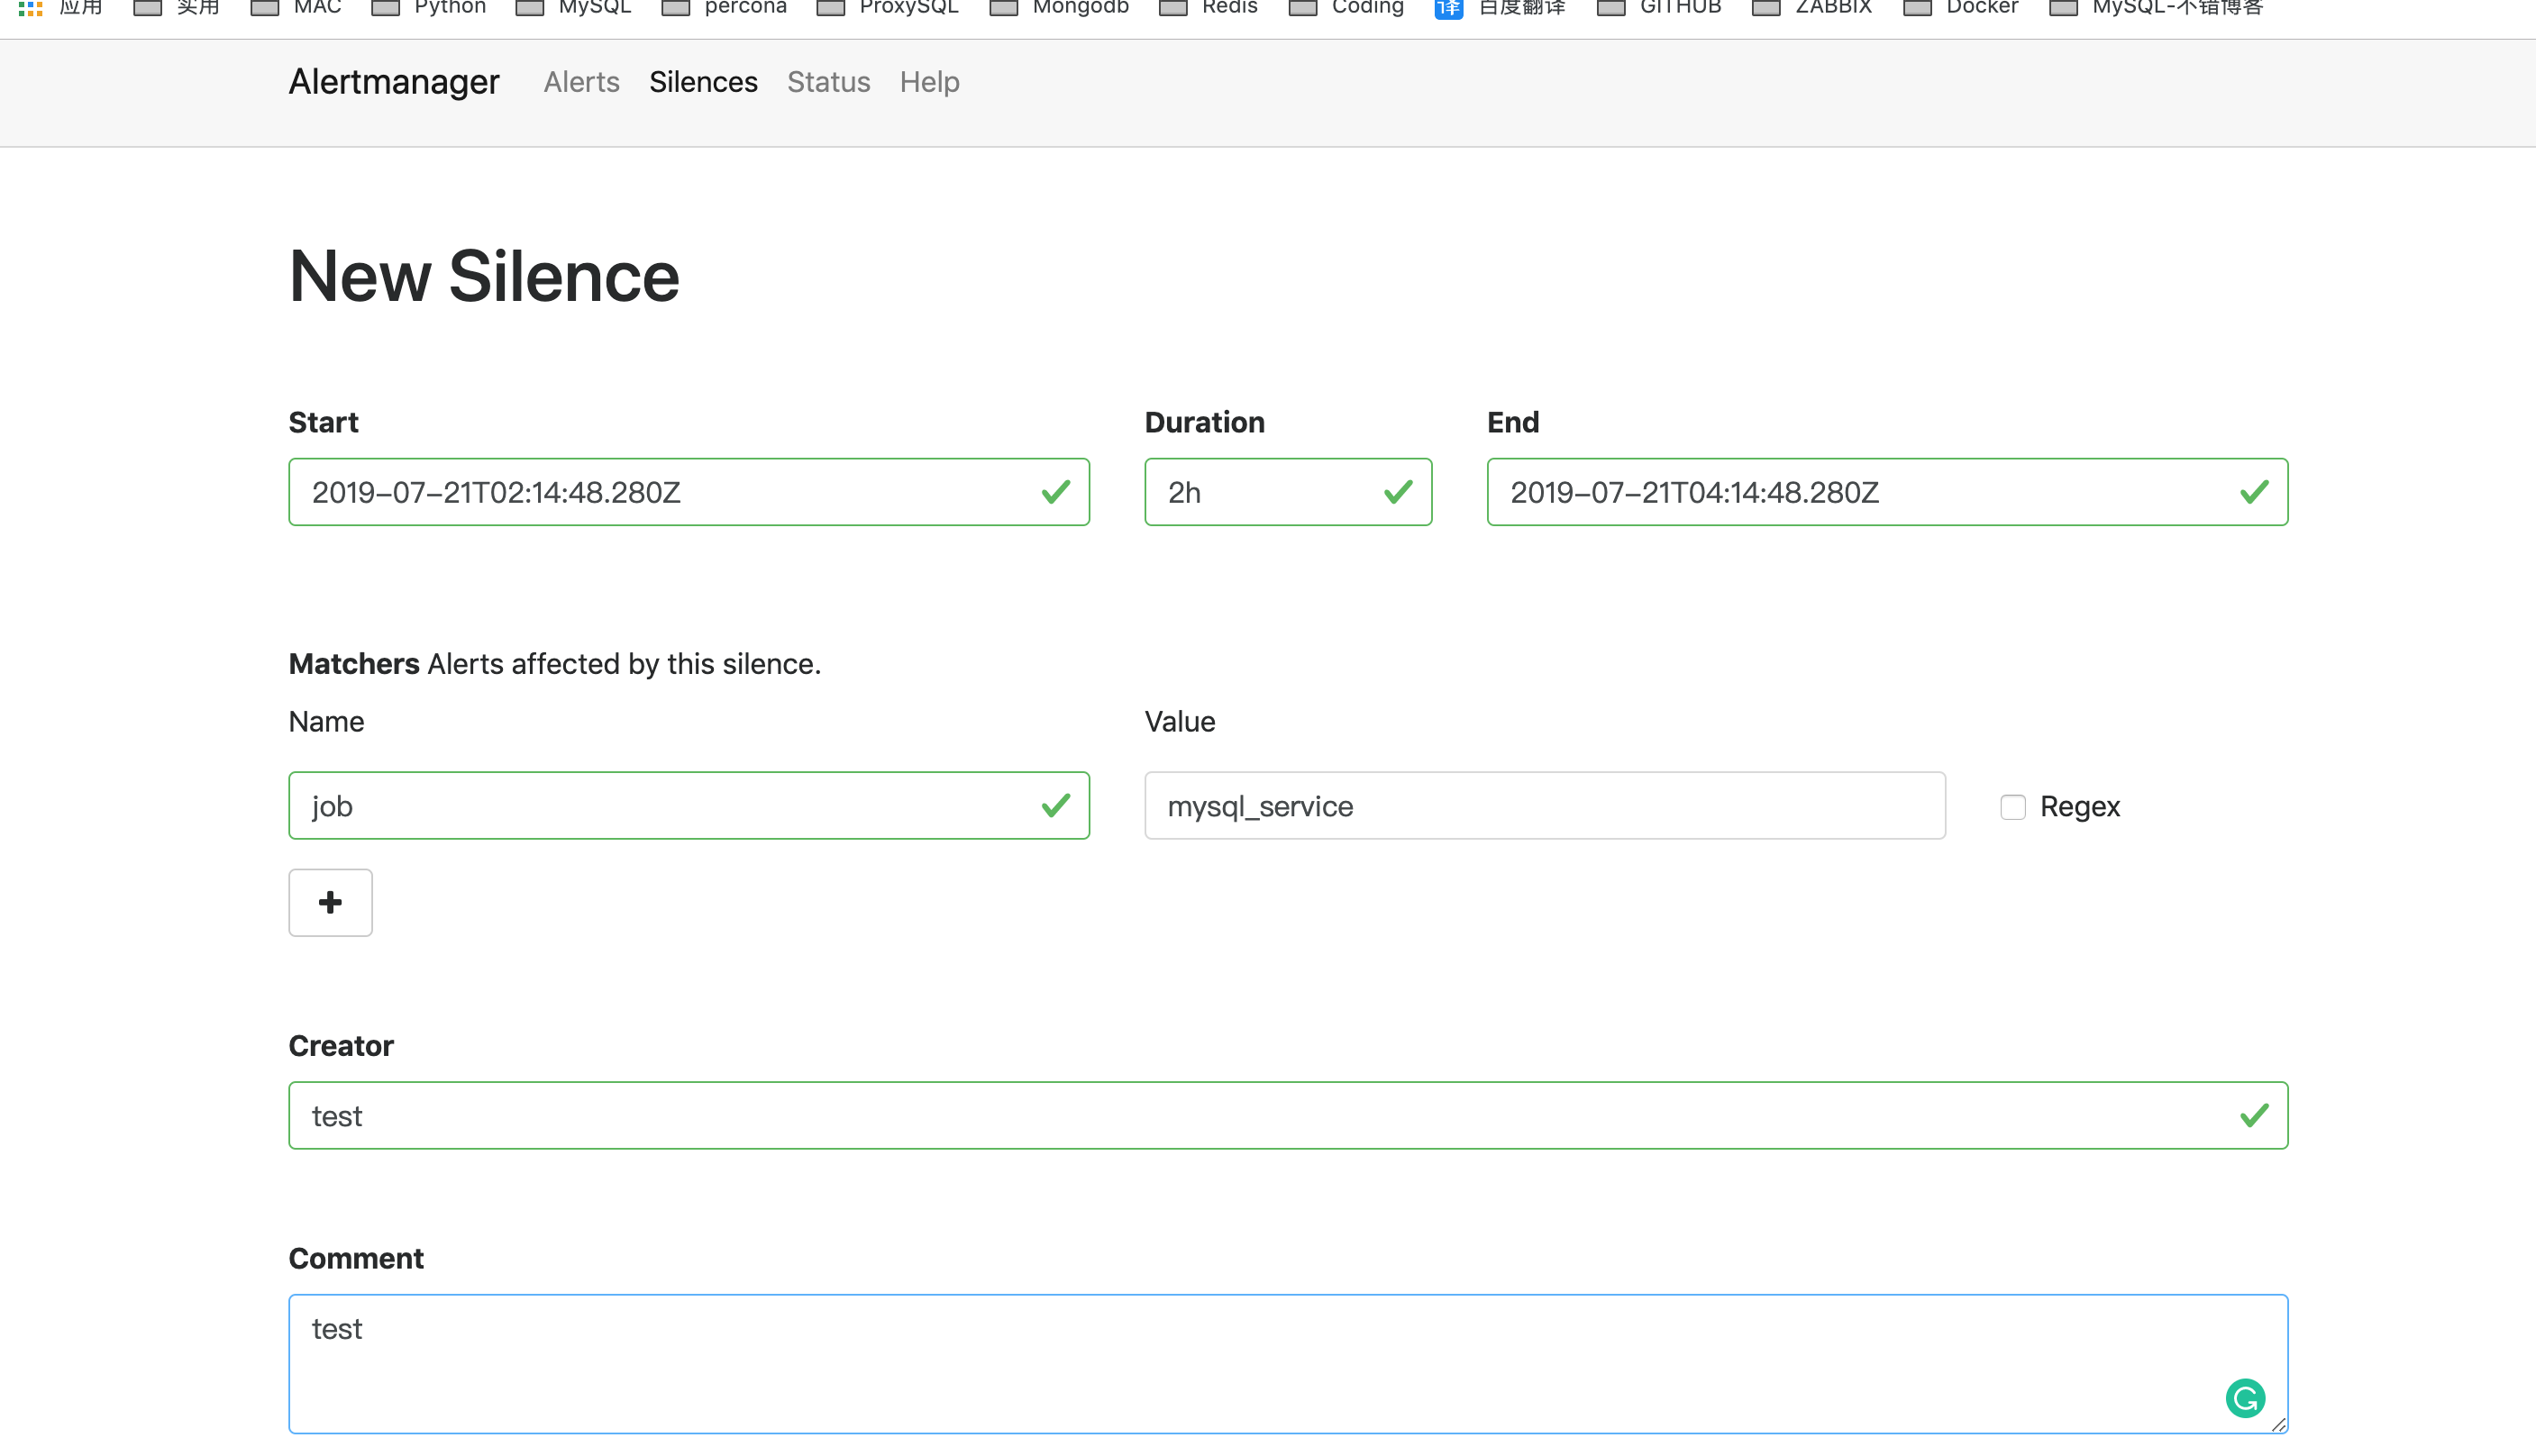 应用 实用 MAC Python MySQL percona ProxySQL Mongodb Redis Coding 译 百度翻译 GITHUB ZABBIX Docker MySQL-不错博客
Alertmanager Alerts Silences Status Help
New Silence
Start Duration End
2019-07-21T02:14:48.280Z 2h 2019-07-21T04:14:48.280Z
Matchers Alerts affected by this silence.
Name Value
job mysql_service Regex
Creator
test
Comment
test